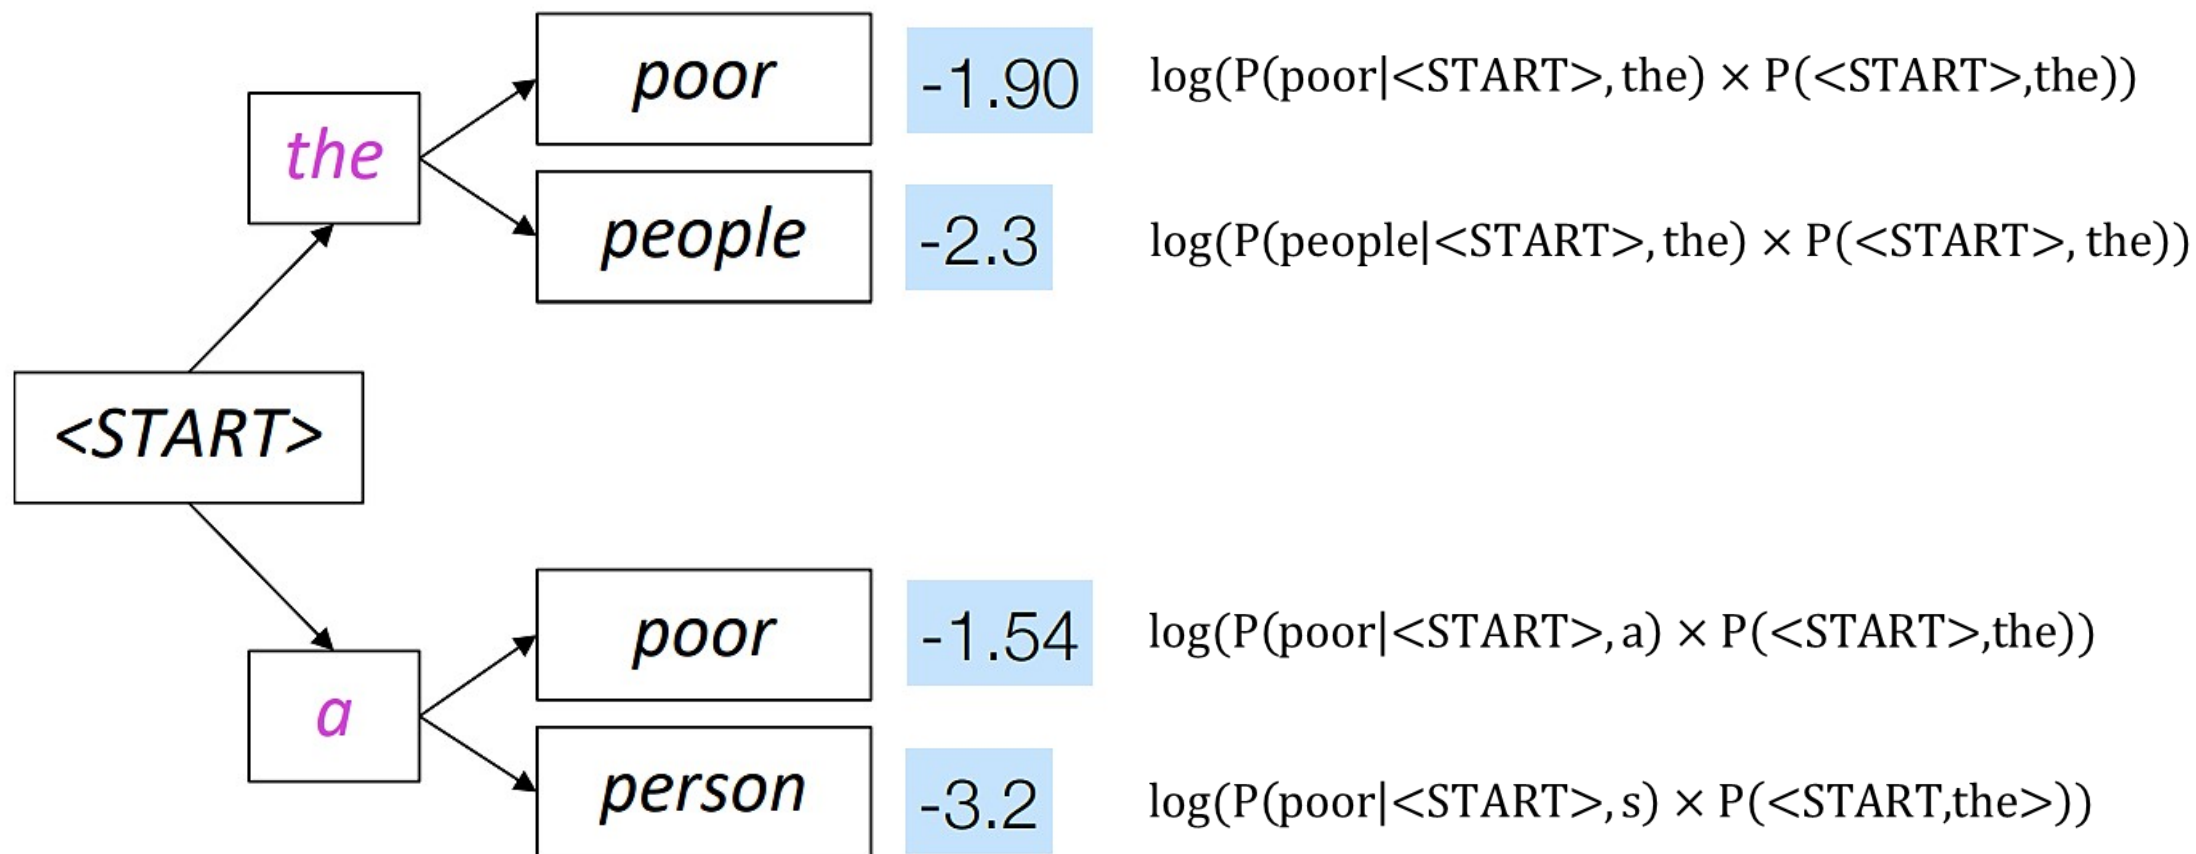 poor -1.90 log(P(poor|<START>, the) × P(<START>,the))
the
people -2.3 log(P(people|<START>, the) × P(<START>, the))
<START>
poor -1.54 log(P(poor|<START>, a) × P(<START>,the))
a
person -3.2 log(P(poor|<START>, s) × P(<START,the>))